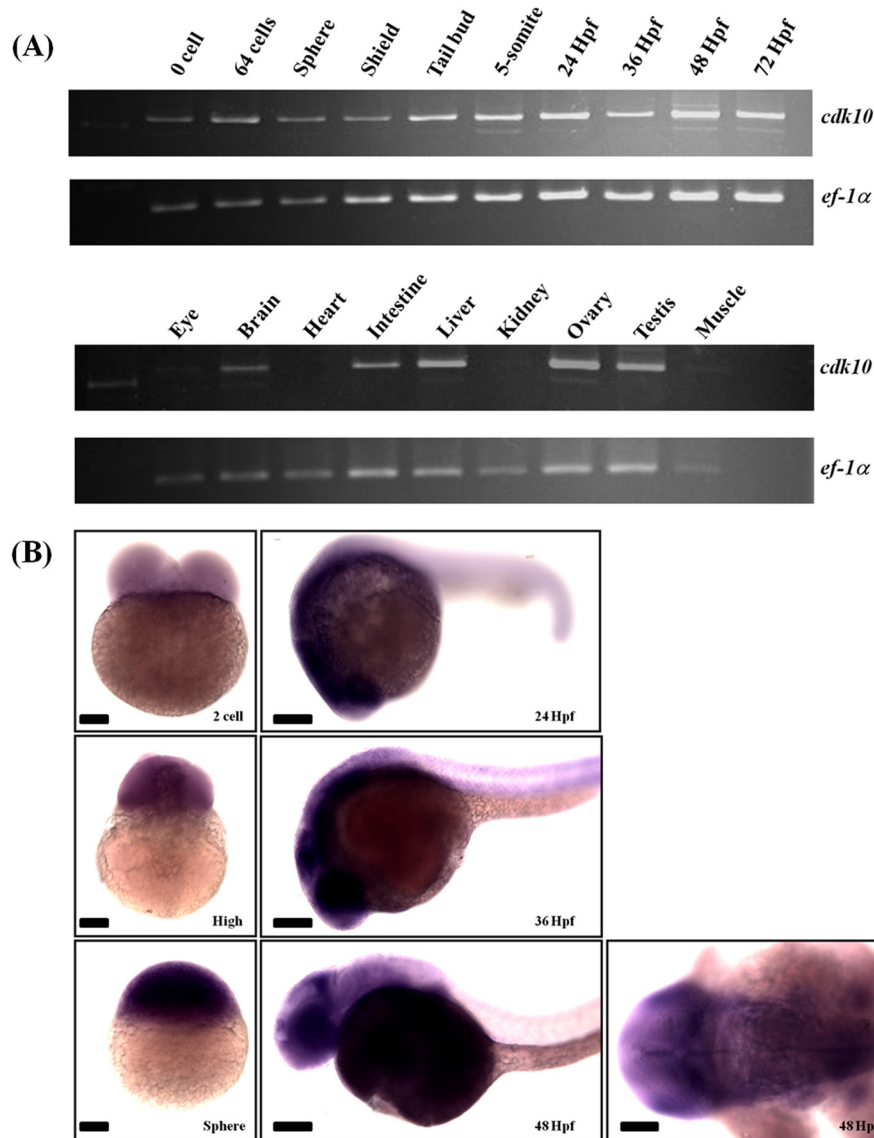 (A)
0 cell
64 cells
Sphere
Shield
Tail bud
5-somite
24 Hpf
36 Hpf
48 Hpf
72 Hpf
cdk10
ef-1α
Eye
Brain
Heart
Intestine
Liver
Kidney
Ovary
Testis
Muscle
cdk10
ef-1α
(B)
2 cell
24 Hpf
High
36 Hpf
Sphere
48 Hpf
48 Hp